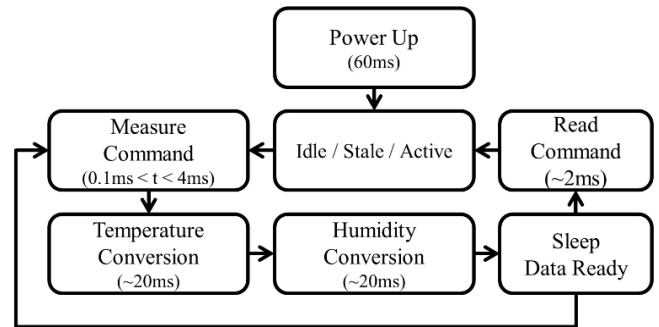 Power Up
(60ms)
Measure
Command
(0.1ms < t < 4ms)
Idle / Stale / Active
Read
Command
(~2ms)
Temperature
Conversion
(~20ms)
Humidity
Conversion
(~20ms)
Sleep
Data Ready